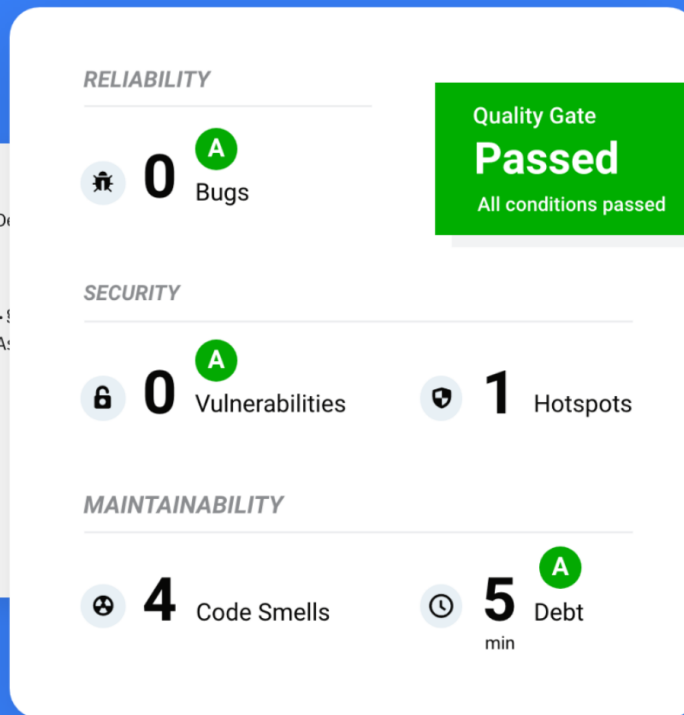 RELIABILITY
Quality Gate
Passed
All conditions passed
A
0 Bugs
SECURITY
A
0 Vulnerabilities
1 Hotspots
MAINTAINABILITY
4 Code Smells
A
5 Debt
min